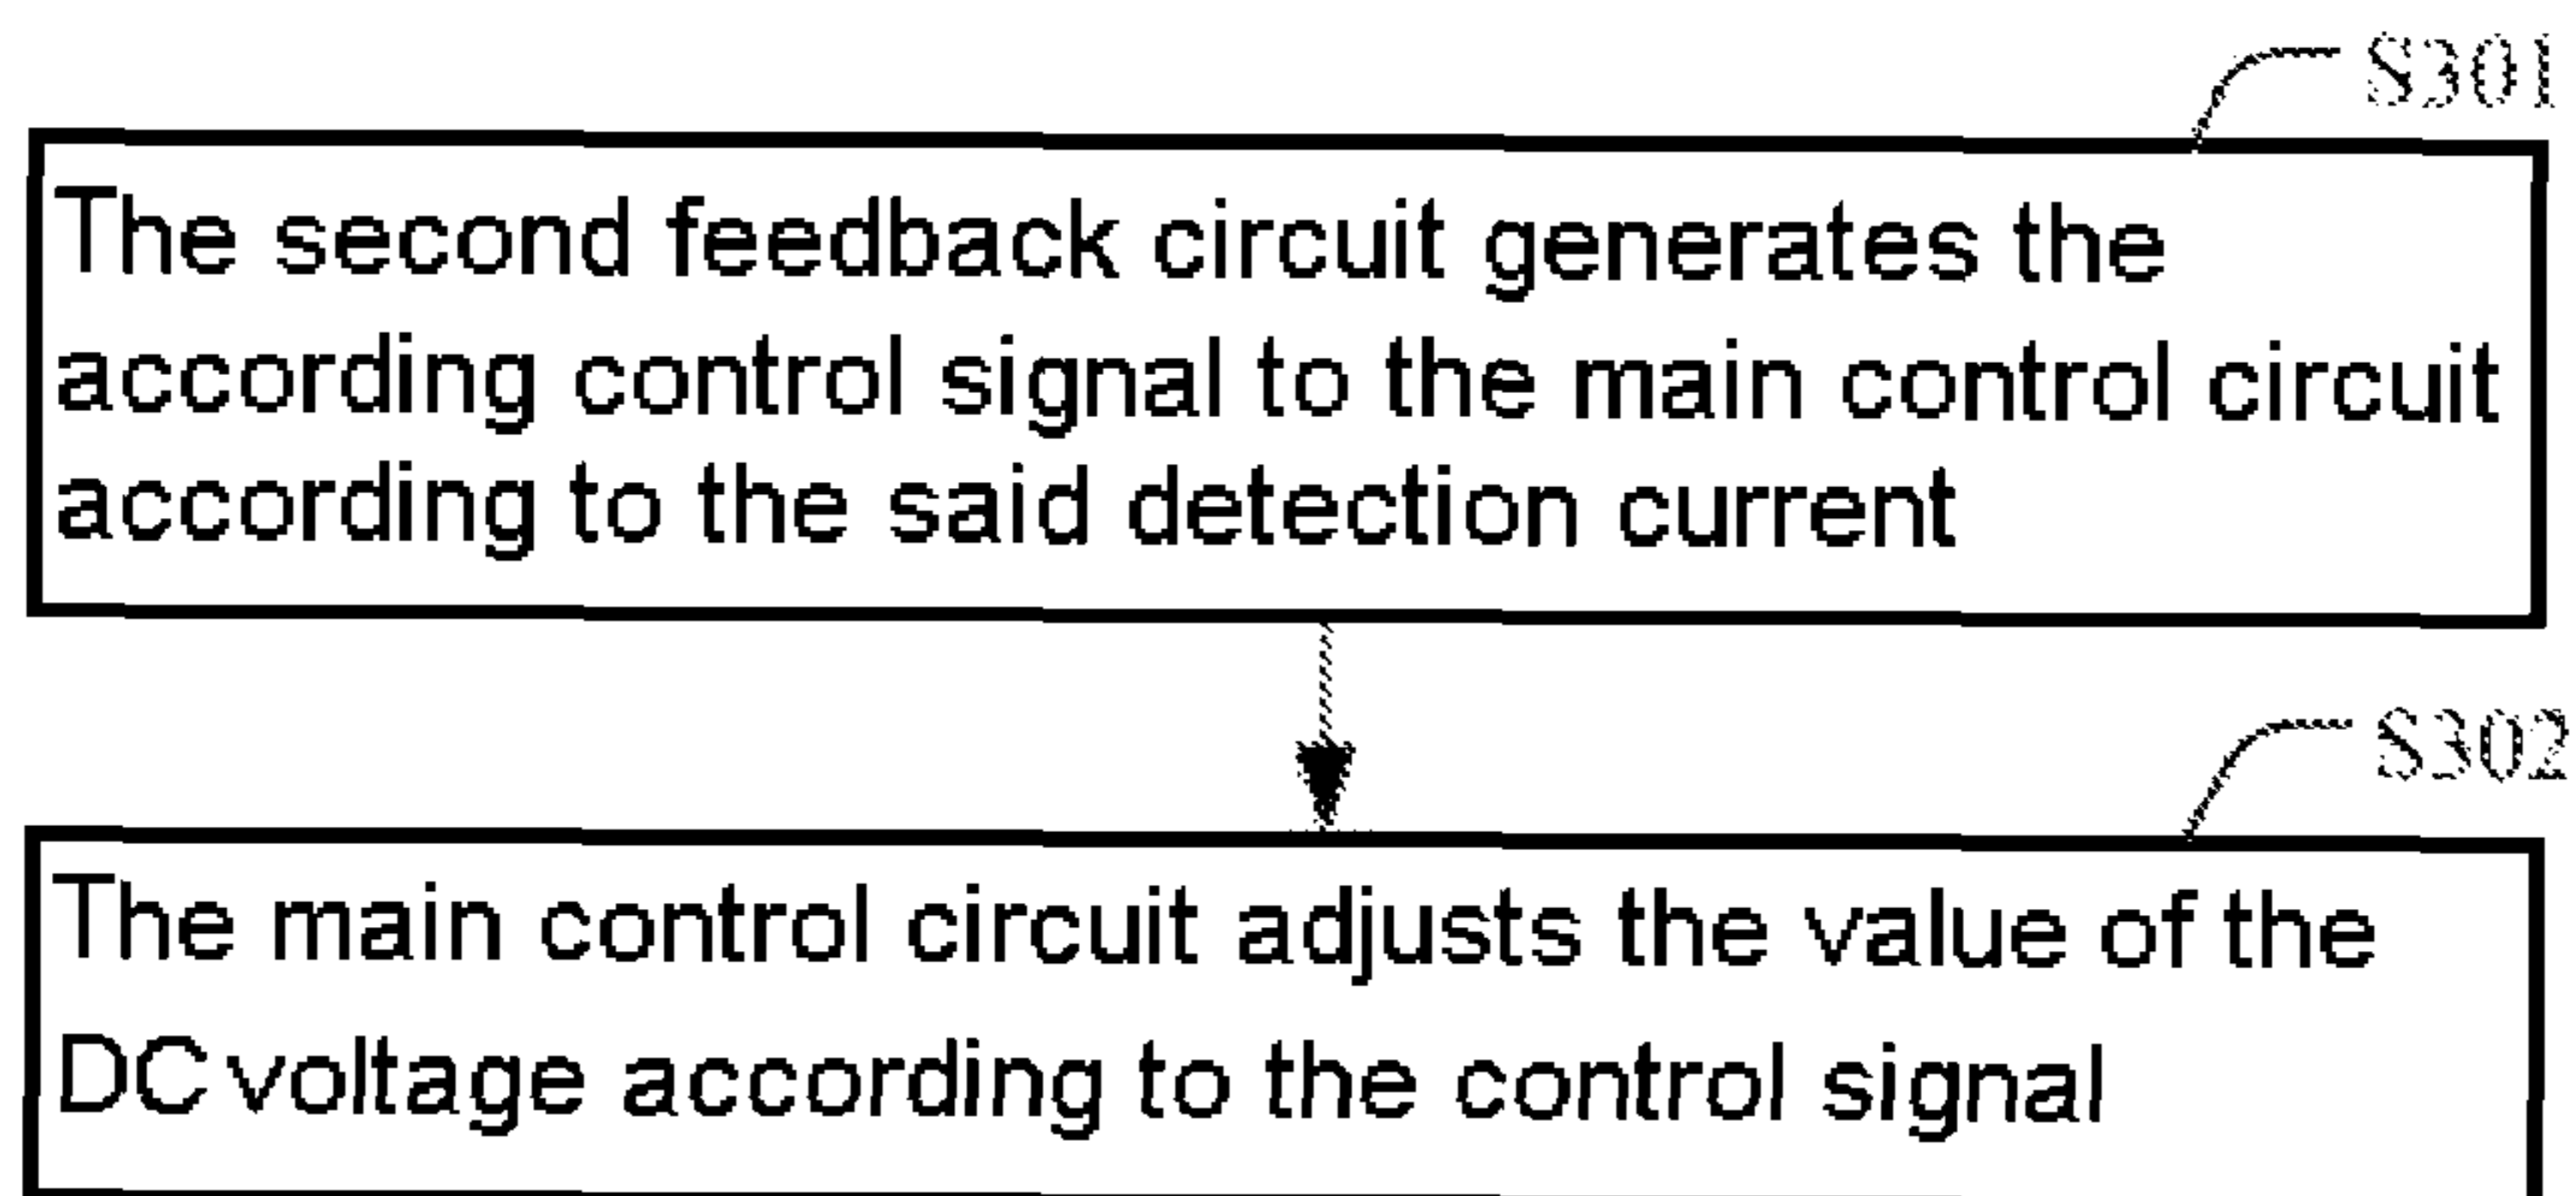 S301
The second feedback circuit generates the
according control signal to the main control circuit
according to the said detection current
S302
The main control circuit adjusts the value of the
DC voltage according to the control signal